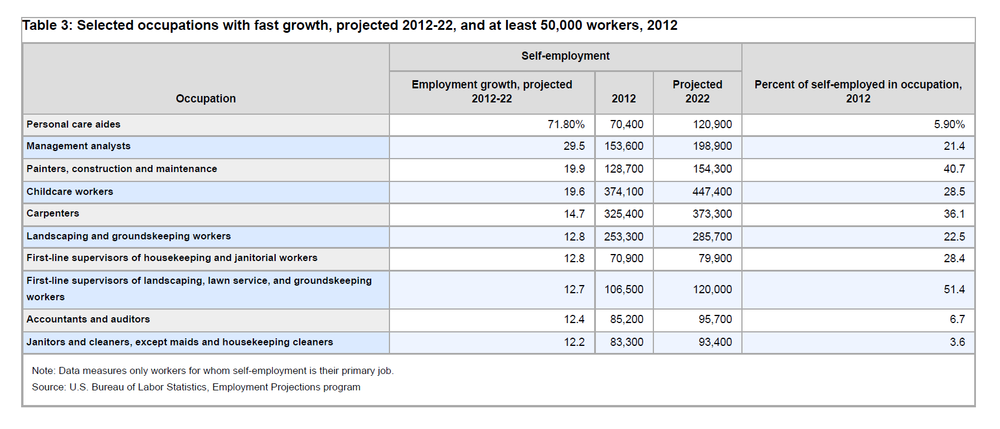 Table 3: Selected occupations with fast growth, projected 2012-22, and at least 50,000 workers, 2012
Self-employment
Occupation
Employment growth, projected
2012-22
2012
Projected
2022
Percent of self-employed in occupation,
2012
Personal care aides 71.80% 70,400 120,900 5.90%
Management analysts 29.5 153,600 198,900 21.4
Painters, construction and maintenance 19.9 128,700 154,300 40.7
Childcare workers 19.6 374,100 447,400 28.5
Carpenters 14.7 325,400 373,300 36.1
Landscaping and groundskeeping workers 12.8 253,300 285,700 22.5
First-line supervisors of housekeeping and janitorial workers 12.8 70,900 79,900 28.4
First-line supervisors of landscaping, lawn service, and groundskeeping
workers 12.7 106,500 120,000 51.4
Accountants and auditors 12.4 85,200 95,700 6.7
Janitors and cleaners, except maids and housekeeping cleaners 12.2 83,300 93,400 3.6
Note: Data measures only workers for whom self-employment is their primary job.
Source: U.S. Bureau of Labor Statistics, Employment Projections program